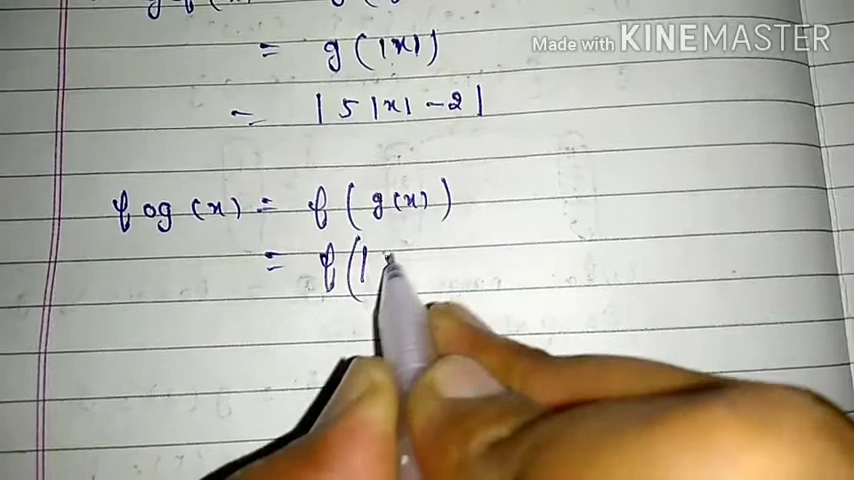 = g(|x|)
Made with KINEMASTER
= |5|x|-2|
fog(x) = f(g(x))
= f(|